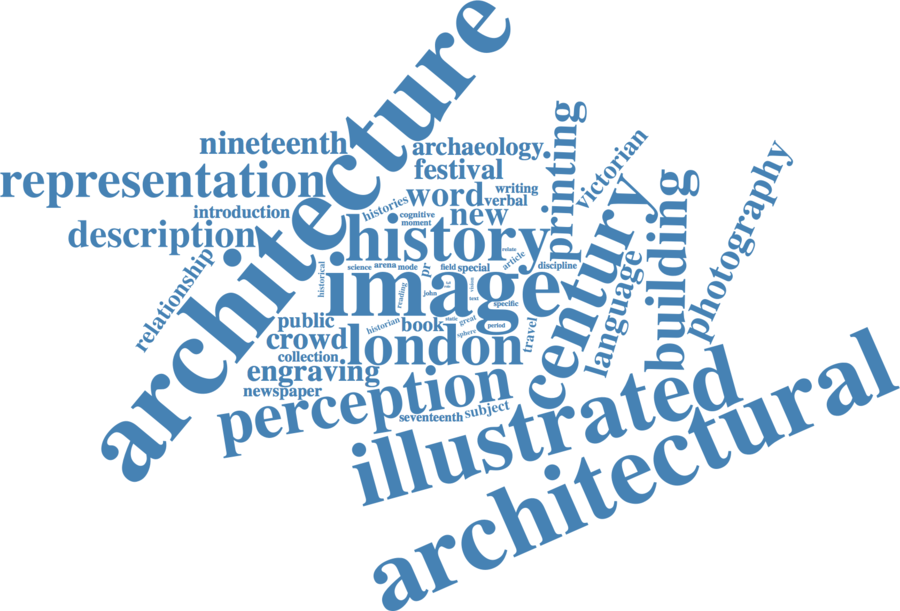 architecture
nineteenth
archaeology
printing
victorian
representation
festival
word
writing
verbal
introduction
histories
cognitive
moment
new
description
history
building
photography
century
relationship
historical
science
arena
mode
pr
field
special
article
relate
discipline
image
language
reading
john
vision
text
specific
public
historian
book
static
great
sphere
period
travel
crowd
london
collection
engraving
newspaper
perception
seventeenth
subject
illustrated
architectural